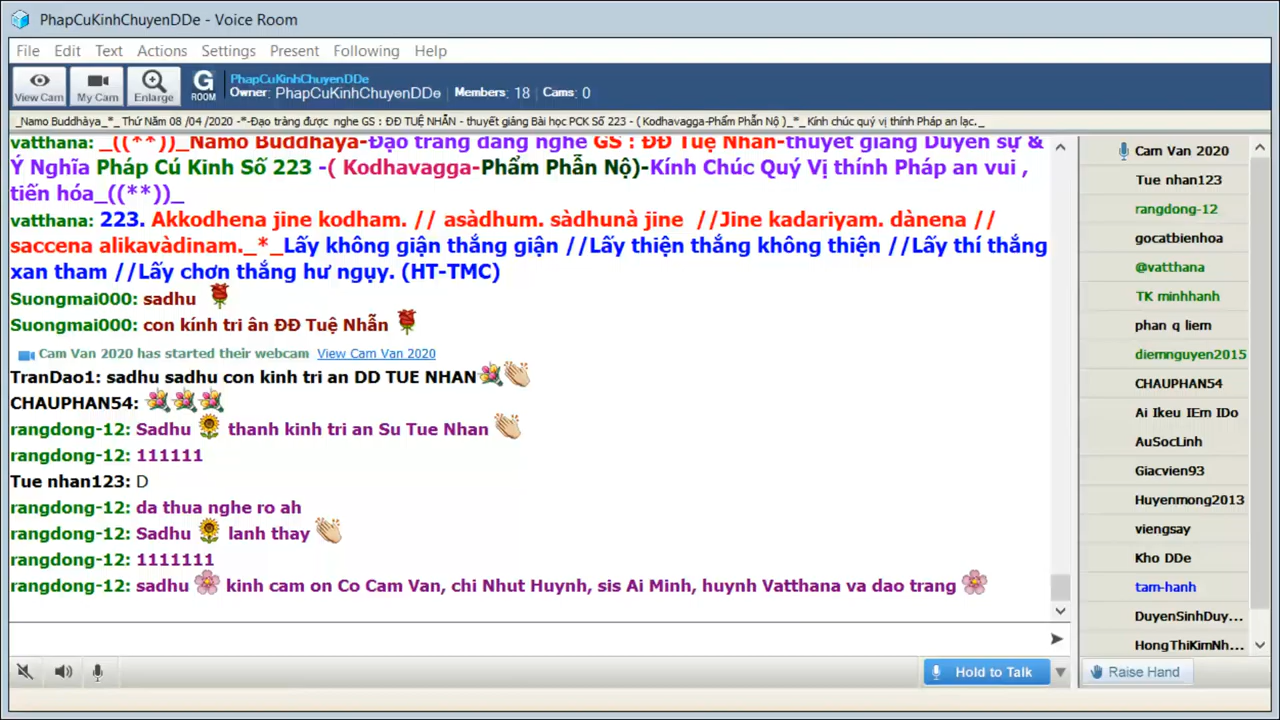 PhapCuKinhChuyenDDe - Voice Room
File Edit Text Actions Settings Present Following Help
View Cam My Cam Enlarge G ROOM
PhapCuKinhChuyenDDe
Owner: PhapCuKinhChuyenDDe Members: 18 Cams: 0
_Namo Buddhàya_*_ Thứ Năm 08 /04 /2020 -*-Đạo tràng được nghe GS : ĐĐ TUỆ NHẪN - thuyết giảng Bài học PCK Số 223 - ( Kodhavagga-Phẩm Phẫn Nộ )_*_ Kính chúc quý vị thính Pháp an lạc._
vatthana: _((**))_Namo Buddhàya-Đạo tràng đang nghe GS : ĐĐ Tuệ Nhẫn-thuyết giảng Duyên sự &
Ý Nghĩa Pháp Cú Kinh Số 223 -( Kodhavagga-Phẩm Phẫn Nộ)-Kính Chúc Quý Vị thính Pháp an vui ,
tiến hóa_((**))_
vatthana: 223. Akkodhena jine kodham. // asàdhum. sàdhunà jine //Jine kadariyam. dànena //
saccena alikavàdinam._*_Lấy không giận thắng giận //Lấy thiện thắng không thiện //Lấy thí thắng
xan tham //Lấy chơn thắng hư ngụy. (HT-TMC)
Suongmai000: sadhu
Suongmai000: con kính tri ân ĐĐ Tuệ Nhẫn
Cam Van 2020 has started their webcam View Cam Van 2020
TranDao1: sadhu sadhu con kinh tri an DD TUE NHAN
CHAUPHAN54:
rangdong-12: Sadhu thanh kinh tri an Su Tue Nhan
rangdong-12: 111111
Tue nhan123: D
rangdong-12: da thua nghe ro ah
rangdong-12: Sadhu lanh thay
rangdong-12: 1111111
rangdong-12: sadhu kinh cam on Co Cam Van, chi Nhut Huynh, sis Ai Minh, huynh Vatthana va dao trang
Hold to Talk
Cam Van 2020
Tue nhan123
rangdong-12
gocatbienhoa
@vatthana
TK minhhanh
phan q liem
diemnguyen2015
CHAUPHAN54
Ai Ikeu IEm IDo
AuSocLinh
Giacvien93
Huyenmong2013
viengsay
Kho DDe
tam-hanh
DuyenSinhDuy...
HongThiKimNh...
Raise Hand